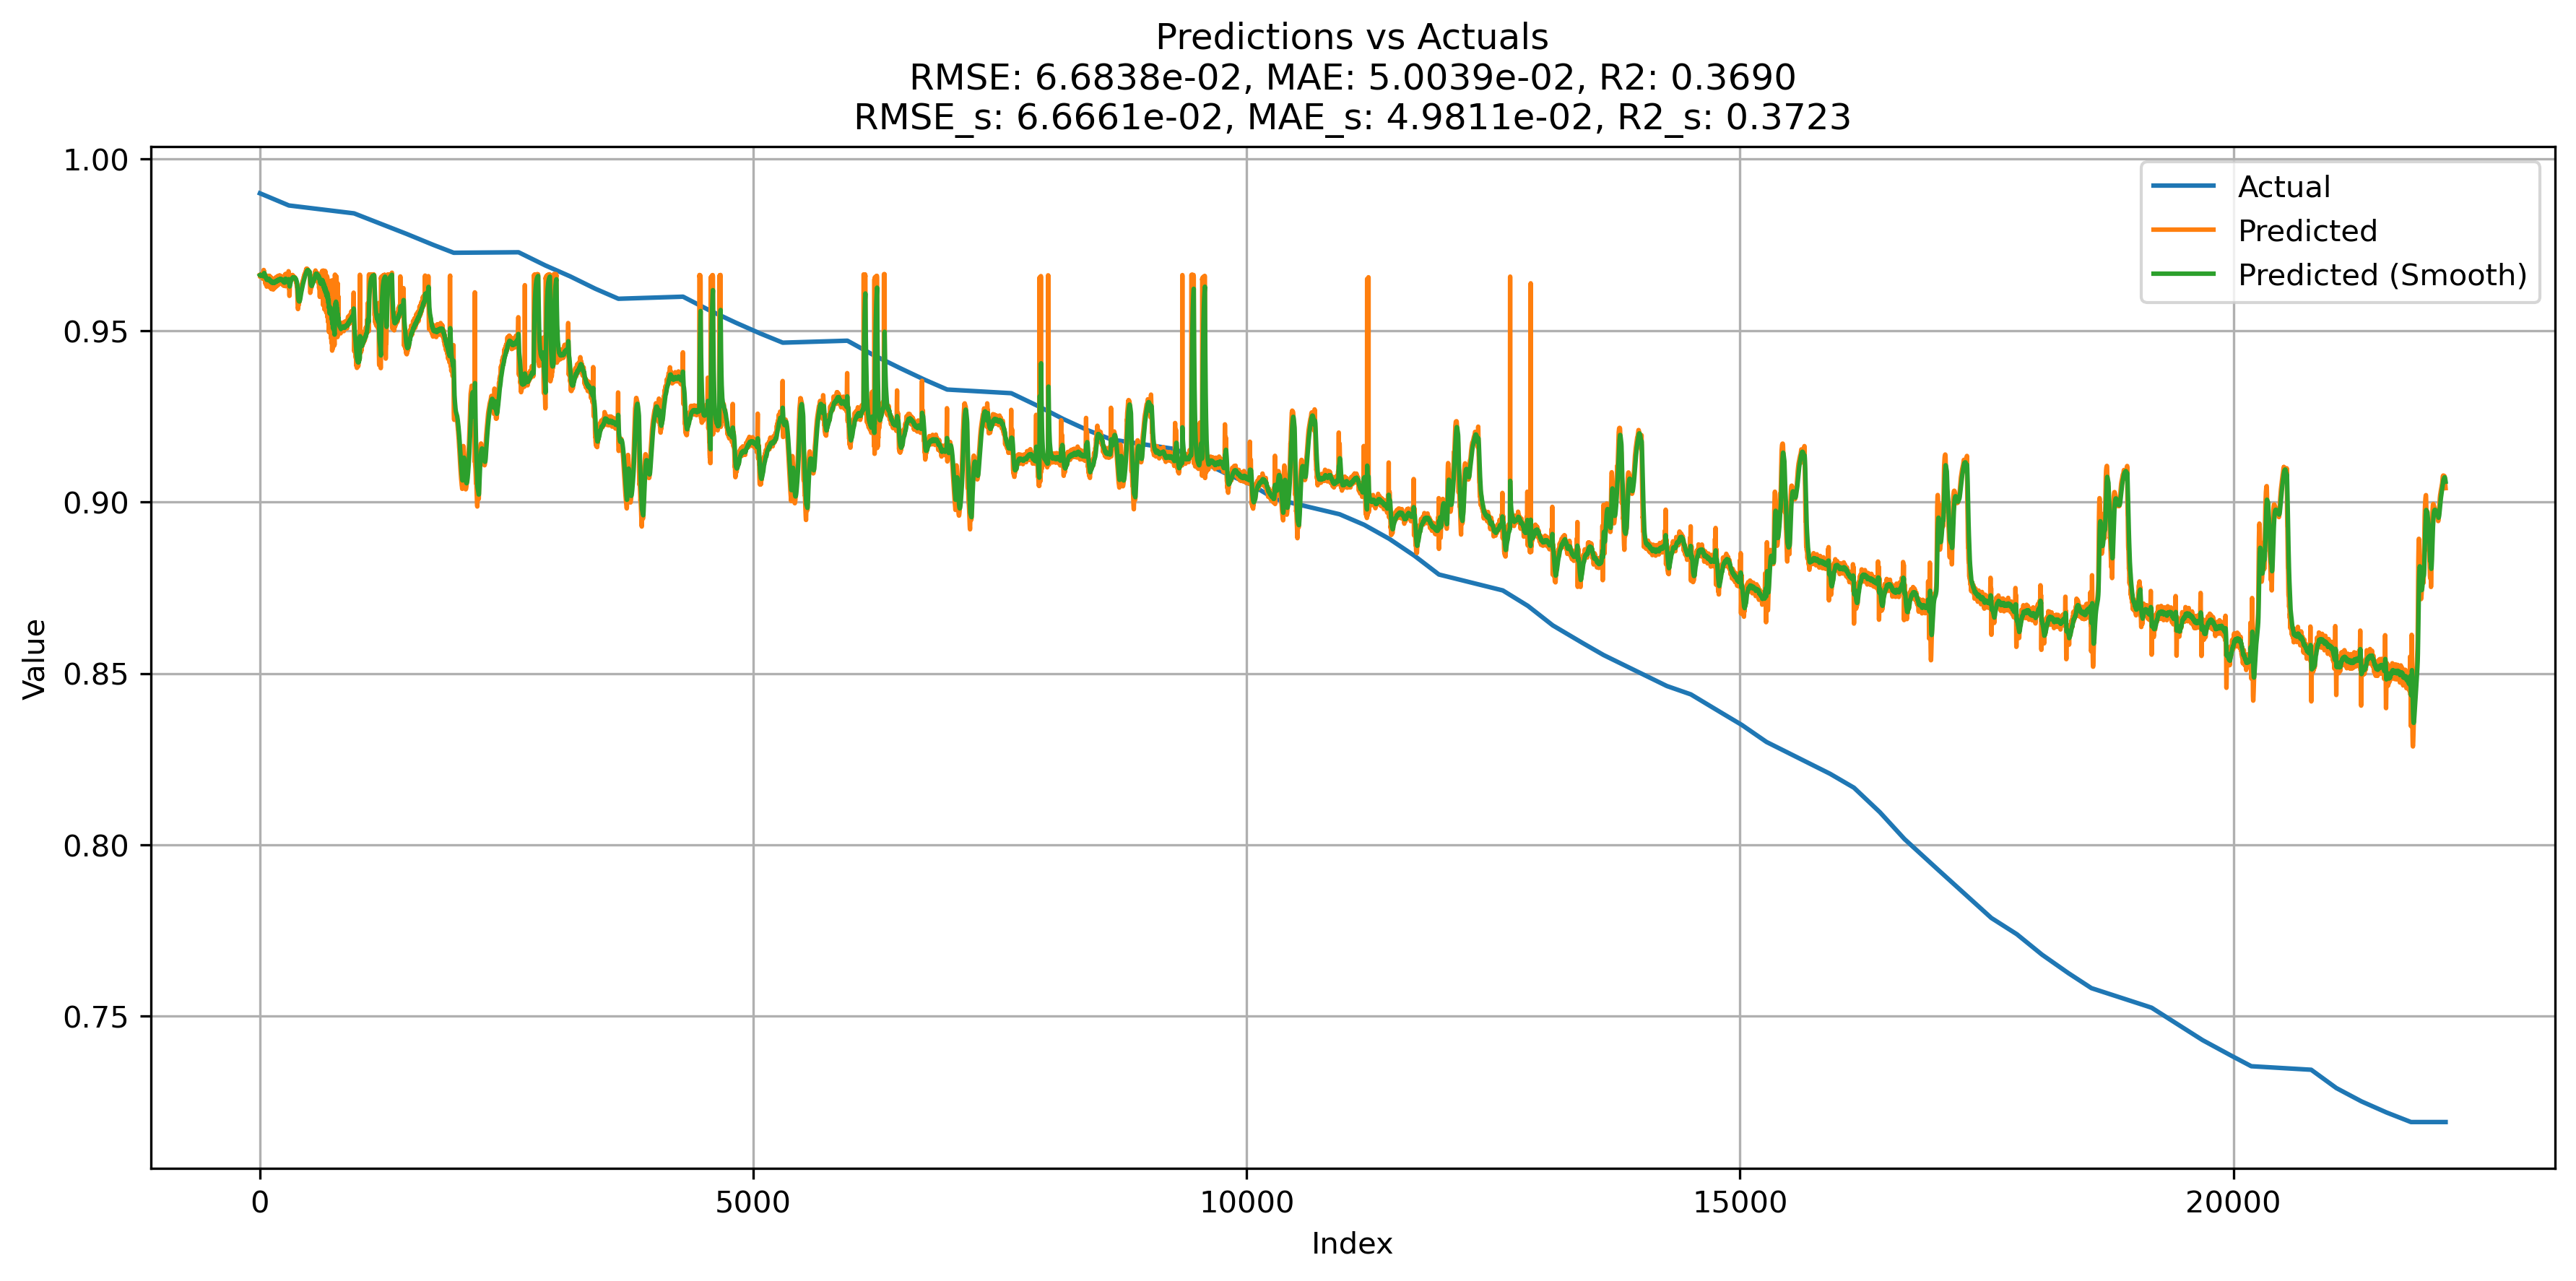 Predictions vs Actuals
RMSE: 6.6838e-02, MAE: 5.0039e-02, R2: 0.3690
RMSE_s: 6.6661e-02, MAE_s: 4.9811e-02, R2_s: 0.3723
Actual
Predicted
Predicted (Smooth)
Value
1.00
0.95
0.90
0.85
0.80
0.75
0
5000
10000
15000
20000
Index